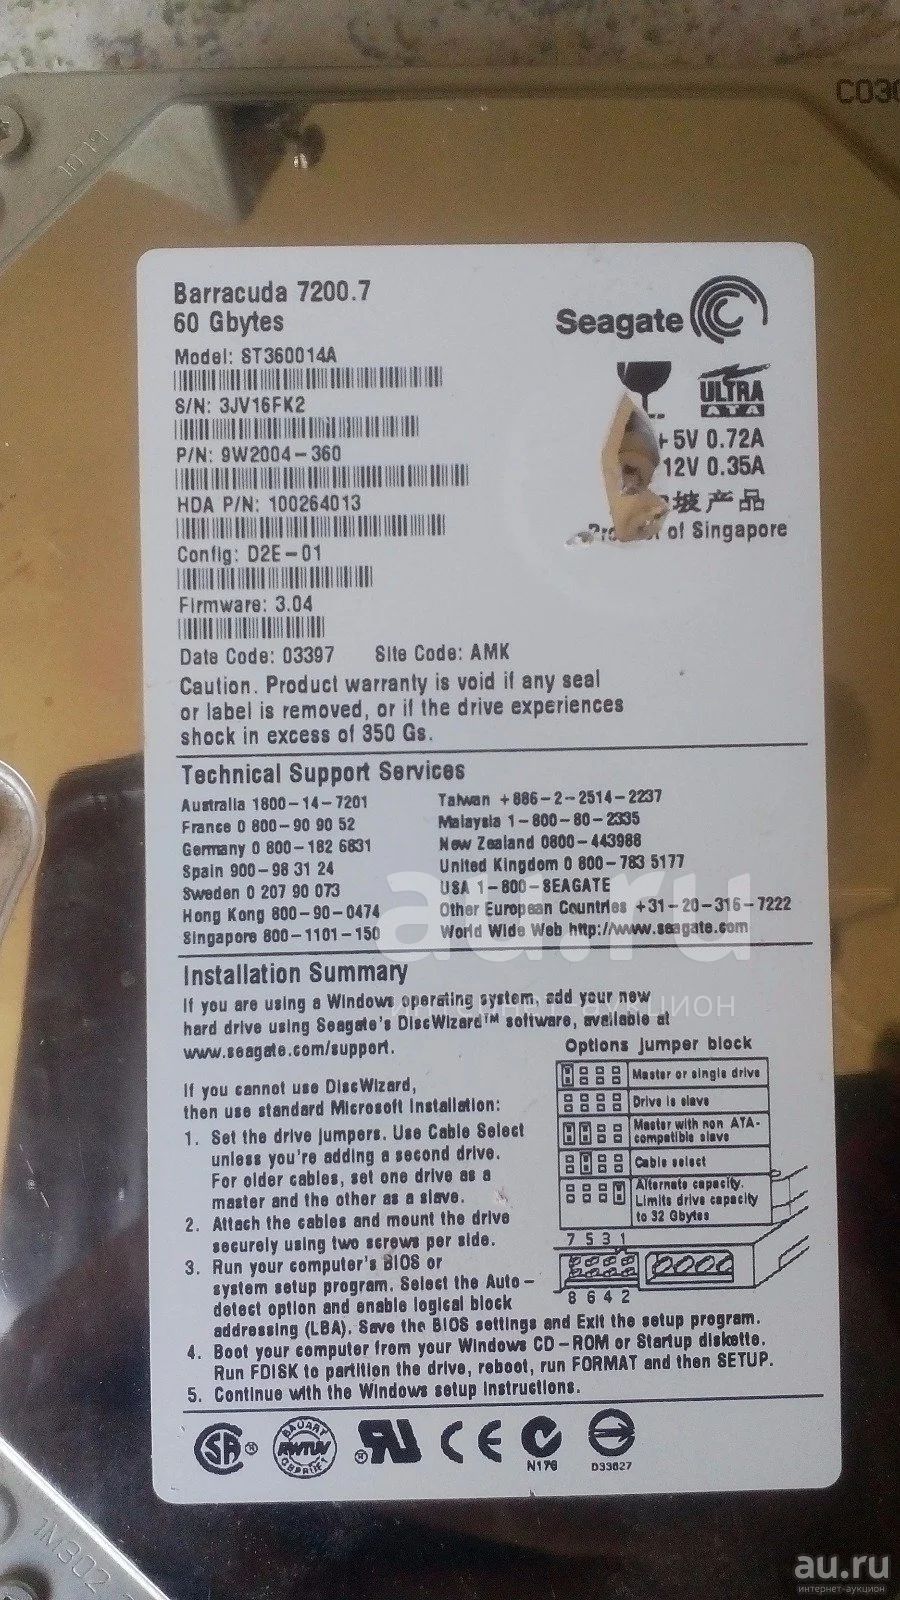 C030
1019
Barracuda 7200.7
60 Gbytes
Seagate
Model: ST360014A
S/N: 3JV16FK2
ULTRA
ATA
P/N: 9W2004-360
+5V 0.72A
12V 0.35A
HDA P/N: 100264013
坡产品
of Singapore
Config: D2E-01
Firmware: 3.04
Date Code: 03397 Site Code: AMK
Caution. Product warranty is void if any seal
or label is removed, or if the drive experiences
shock in excess of 350 Gs.
Technical Support Services
Australia 1800-14-7201
France 0 800-90 90 52
Germany 0 800-182 6831
Spain 900-98 31 24
Sweden 0 207 90 073
Hong Kong 800-90-0474
Singapore 800-1101-150
Taiwan +886-2-2514-2237
Malaysia 1-800-80-2335
New Zealand 0800-443988
United Kingdom 0 800-783 5177
USA 1-800-SEAGATE
Other European Countries +31-20-316-7222
World Wide Web http://www.seagate.com
au.ru
интернет-аукцион
Installation Summary
If you are using a Windows operating system, add your new
hard drive using Seagate's DiscWizard™ software, available at
www.seagate.com/support.
If you cannot use DiscWizard,
then use standard Microsoft Installation:
1. Set the drive jumpers. Use Cable Select
unless you're adding a second drive.
For older cables, set one drive as a
master and the other as a slave.
2. Attach the cables and mount the drive
securely using two screws per side.
3. Run your computer's BIOS or
system setup program. Select the Auto-
detect option and enable logical block
addressing (LBA). Save the BIOS settings and Exit the setup program.
4. Boot your computer from your Windows CD-ROM or Startup diskette.
Run FDISK to partition the drive, reboot, run FORMAT and then SETUP.
5. Continue with the Windows setup instructions.
Options jumper block
Master or single drive
Drive is slave
Master with non ATA-
compatible slave
Cable select
Alternate capacity.
Limits drive capacity
to 32 Gbytes
7 5 3 1
8 6 4 2
SA ®
BAUART
RWTUV
GEPRUFT
® RU
CE
N176
D33027
1M302
au.ru
интернет-аукцион